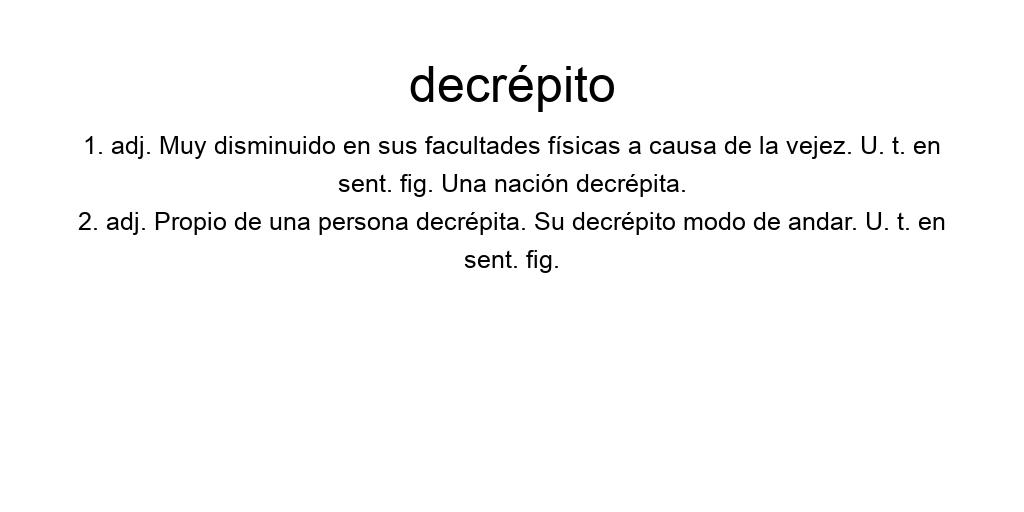 decrépito
1. adj. Muy disminuido en sus facultades físicas a causa de la vejez. U. t. en
sent. fig. Una nación decrépita.
2. adj. Propio de una persona decrépita. Su decrépito modo de andar. U. t. en
sent. fig.